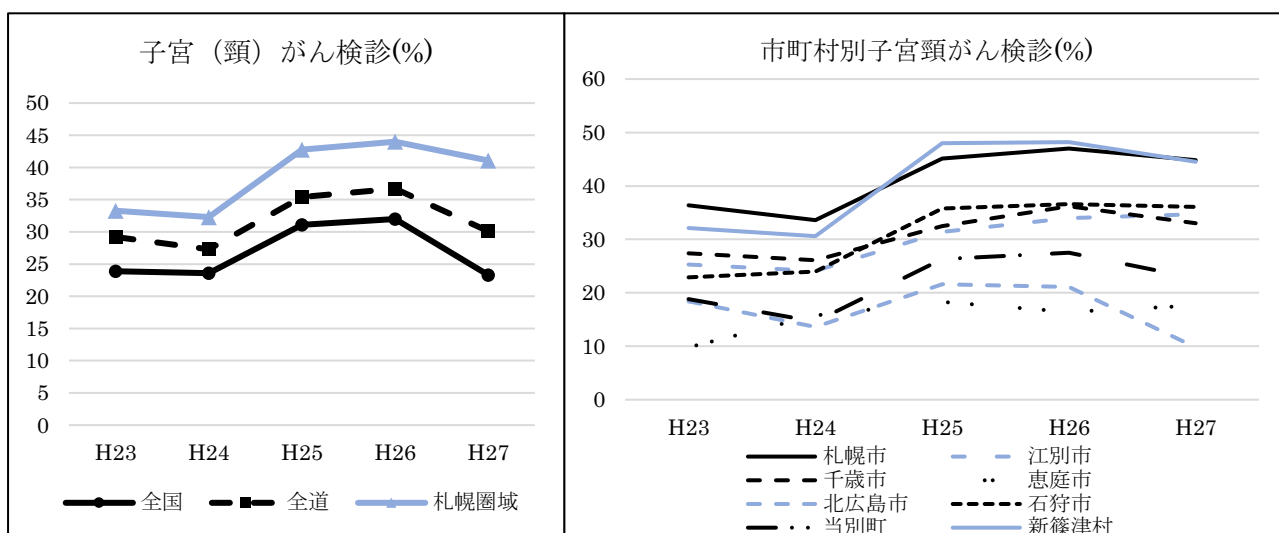 子宮（頸）がん検診(%)
50
45
40
35
30
25
20
15
10
5
0
H23 H24 H25 H26 H27
全国 全道 札幌圏域
市町村別子宮頸がん検診(%)
60
50
40
30
20
10
0
H23 H24 H25 H26 H27
札幌市 江別市
千歳市 恵庭市
北広島市 石狩市
当別町 新篠津村